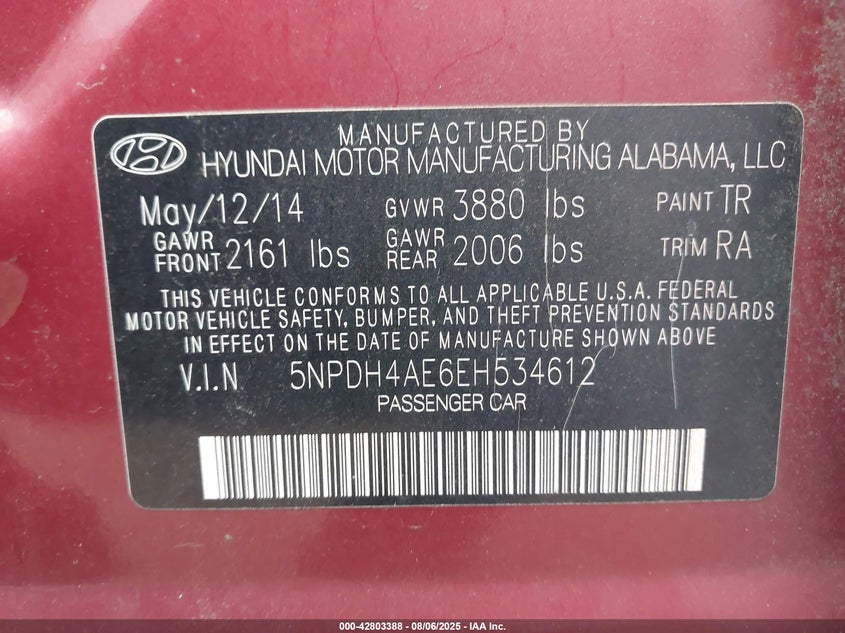 MANUFACTURED BY
HYUNDAI MOTOR MANUFACTURING ALABAMA, LLC
May/12/14 GVWR 3880 lbs PAINT TR
GAWR FRONT 2161 lbs GAWR REAR 2006 lbs TRIM RA
THIS VEHICLE CONFORMS TO ALL APPLICABLE U.S.A. FEDERAL
MOTOR VEHICLE SAFETY, BUMPER, AND THEFT PREVENTION STANDARDS
IN EFFECT ON THE DATE OF MANUFACTURE SHOWN ABOVE
V.I.N 5NPDH4AE6EH534612
PASSENGER CAR
000-42803388 - 08/06/2025 - IAA Inc.